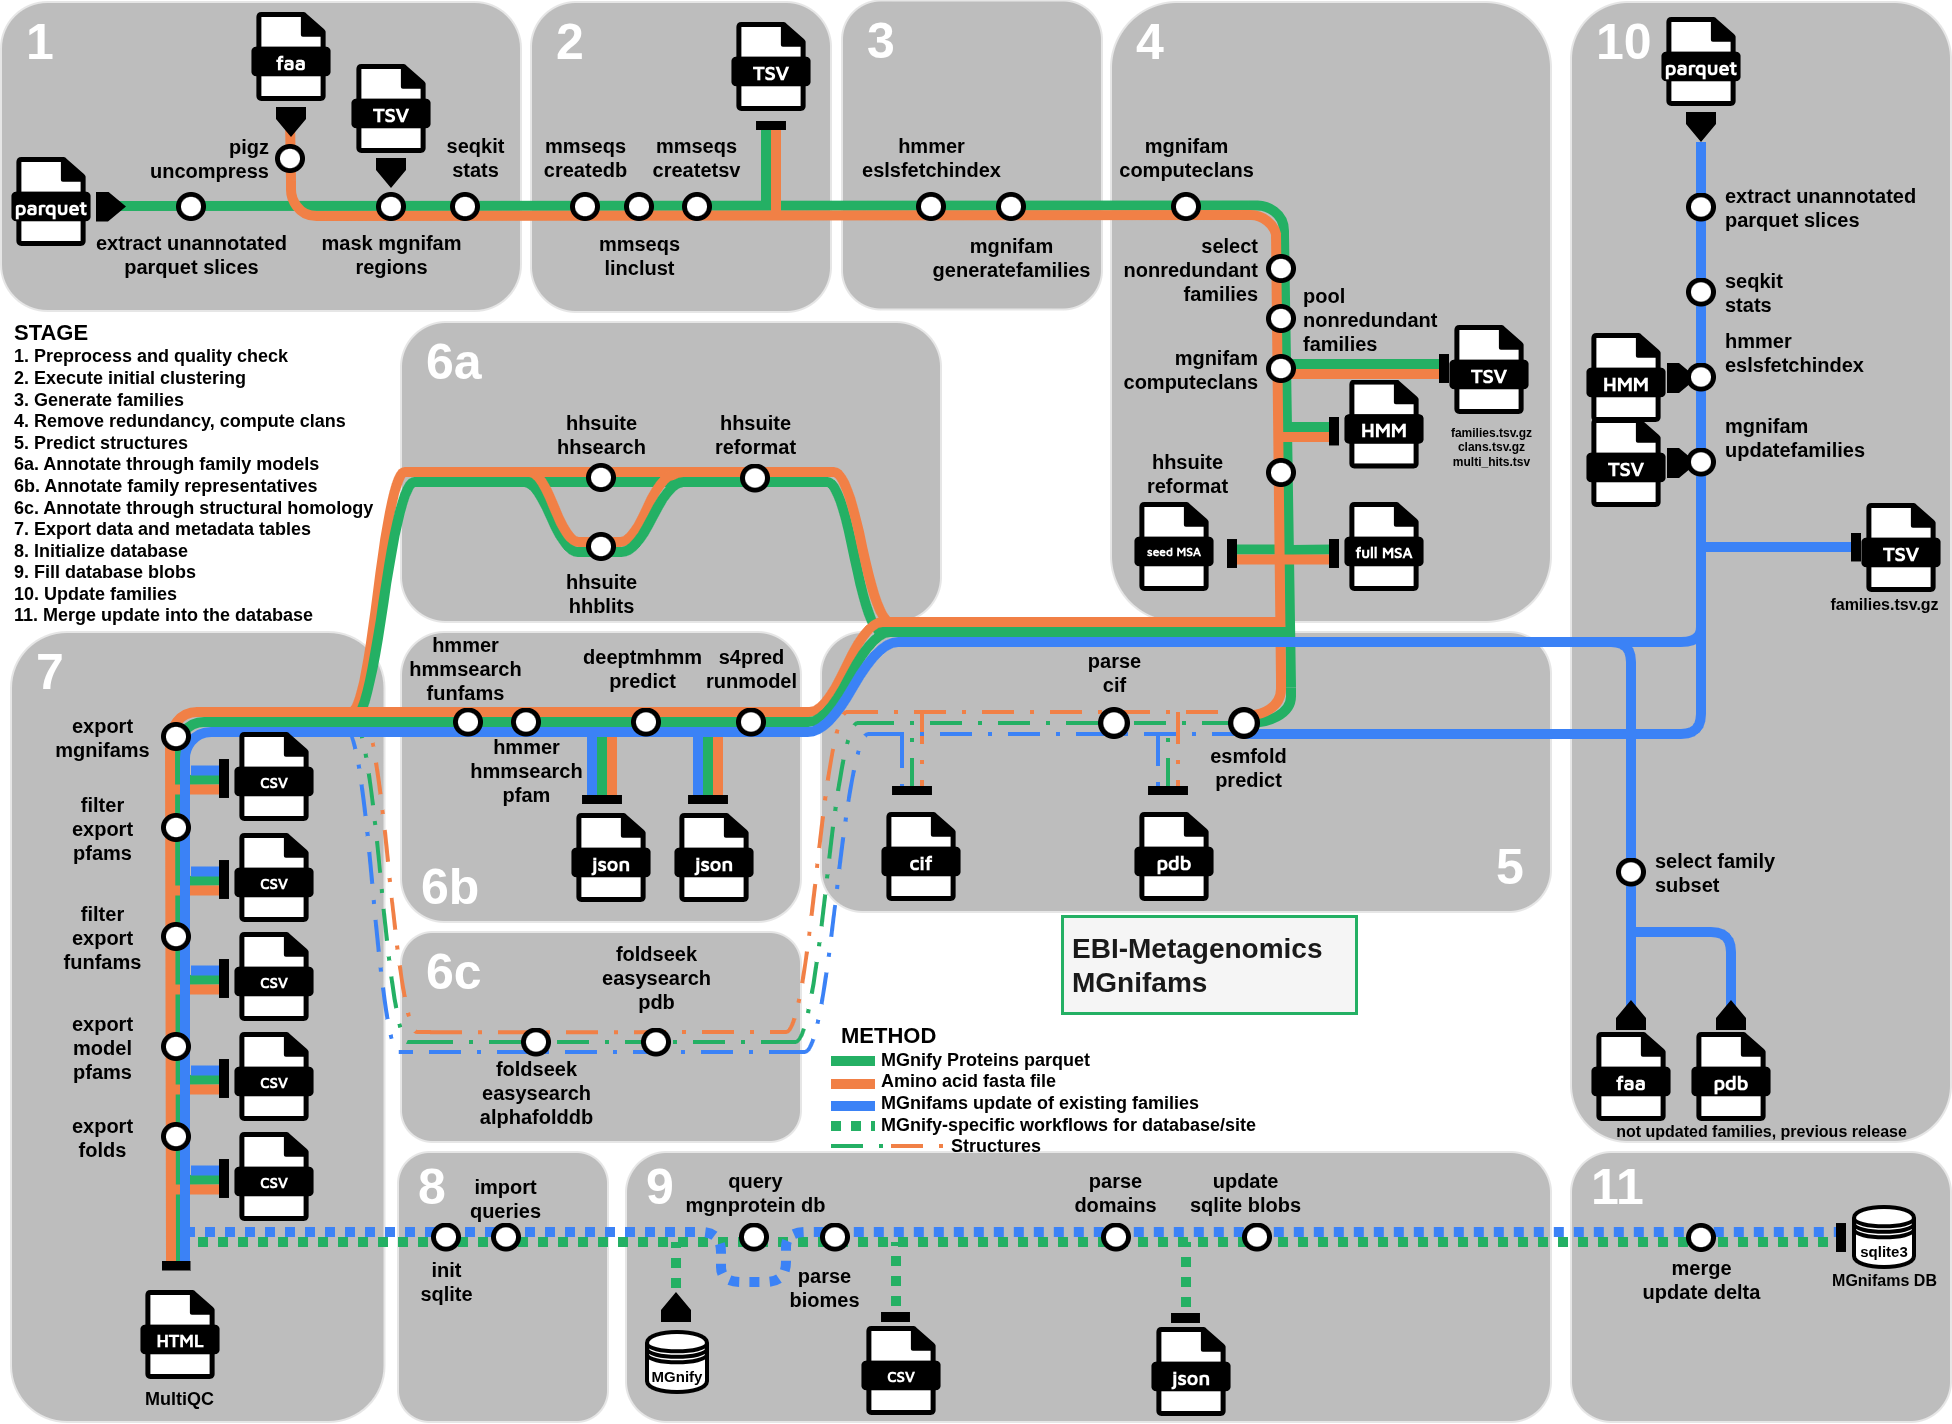 1
faa
TSV
parquet
pigz
uncompress
seqkit
stats
extract unannotated
parquet slices
mask mgnifam
regions
2
TSV
mmseqs
createdb
mmseqs
createtsv
mmseqs
linclust
3
hmmer
eslsfetchindex
mgnifam
generatefamilies
4
mgnifam
computeclans
select
nonredundant
families
pool
nonredundant
families
mgnifam
computeclans
TSV
families.tsv.gz
clans.tsv.gz
multi_hits.tsv
HMM
hhsuite
reformat
seed MSA
full MSA
10
parquet
extract unannotated
parquet slices
seqkit
stats
hmmer
eslsfetchindex
HMM
mgnifam
updatefamilies
TSV
TSV
families.tsv.gz
select family
subset
faa
pdb
not updated families, previous release
STAGE
1. Preprocess and quality check
2. Execute initial clustering
3. Generate families
4. Remove redundancy, compute clans
5. Predict structures
6a. Annotate through family models
6b. Annotate family representatives
6c. Annotate through structural homology
7. Export data and metadata tables
8. Initialize database
9. Fill database blobs
10. Update families
11. Merge update into the database
6a
hhsuite
hhsearch
hhsuite
reformat
hhsuite
hhblits
hmmer
hmmsearch
funfams
deeptmhmm
predict
s4pred
runmodel
hmmer
hmmsearch
pfam
json
json
6b
parse
cif
esmfold
predict
cif
pdb
5
6c
foldseek
easysearch
pdb
foldseek
easysearch
alphafolddb
EBI-Metagenomics
MGnifams
METHOD
MGnify Proteins parquet
Amino acid fasta file
MGnifams update of existing families
MGnify-specific workflows for database/site
Structures
7
export
mgnifams
CSV
filter
export
pfams
CSV
filter
export
funfams
CSV
export
model
pfams
CSV
export
folds
CSV
HTML
MultiQC
8
import
queries
init
sqlite
9
query
mgnprotein db
parse
biomes
parse
domains
update
sqlite blobs
MGnify
CSV
json
11
sqlite3
MGnifams DB
merge
update delta